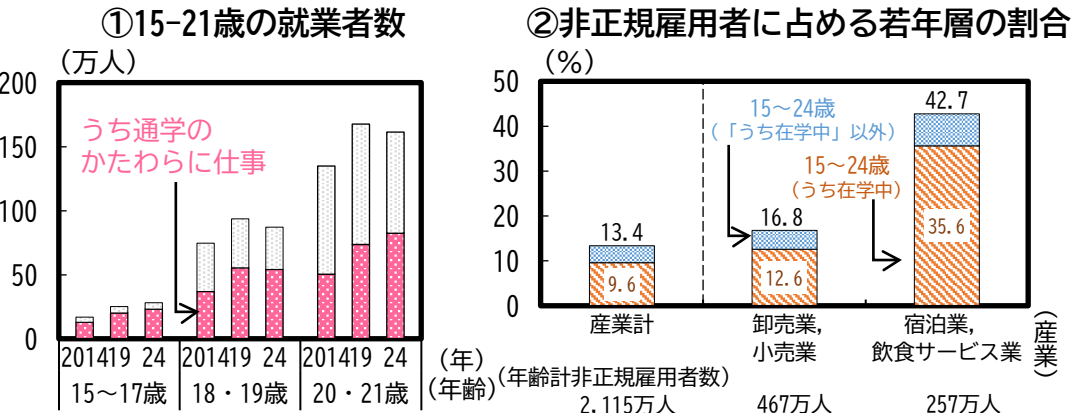 ①15-21歳の就業者数
（万人）
200
150
100
50
0
うち通学の
かたわらに仕事
2014 19 24
2014 19 24
2014 19 24
（年）
15～17歳
18・19歳
20・21歳
（年齢）
②非正規雇用者に占める若年層の割合
（％）
50
40
30
20
10
0
15～24歳
（「うち在学中」以外）
15～24歳
（うち在学中）
13.4
9.6
16.8
12.6
42.7
35.6
産業計
卸売業，
小売業
宿泊業，
飲食サービス業
（産業）
（年齢計非正規雇用者数）
2,115万人
467万人
257万人